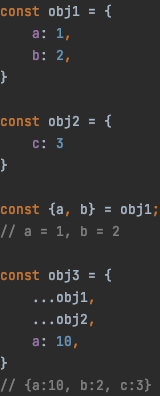 const obj1 = {
    a: 1,
    b: 2,
}

const obj2 = {
    c: 3
}

const {a, b} = obj1;
// a = 1, b = 2

const obj3 = {
    ...obj1,
    ...obj2,
    a: 10,
}
// {a:10, b:2, c:3}